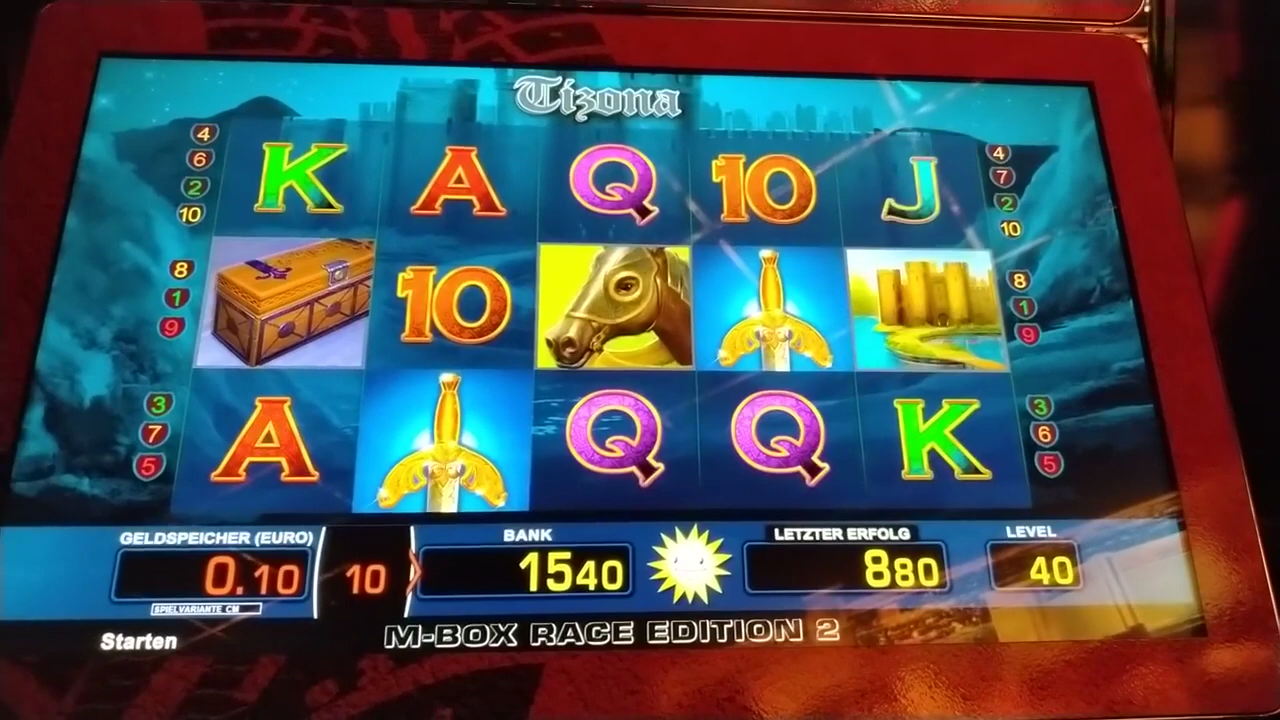 Tizona
4 K A Q 10 J 4
6 7
2 2
10 10
8 10 8
1 1
9 9
3 A Q Q K 3
7 6
5 5
GELDSPEICHER (EURO) BANK LETZTER ERFOLG LEVEL
0.10 10 1540 880 40
SPIELVARIANTE CM
Starten M-BOX RACE EDITION 2